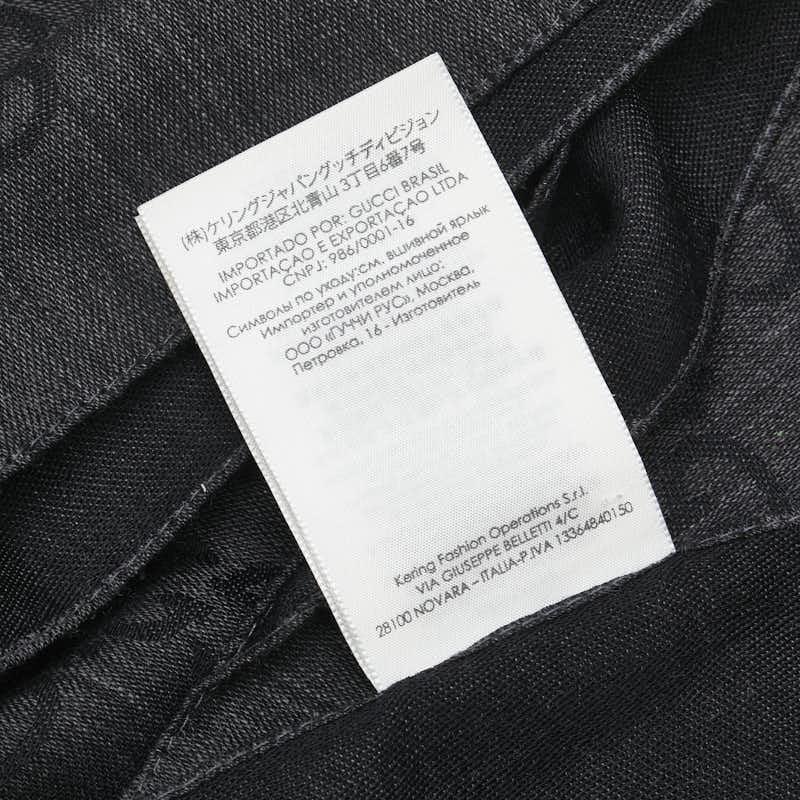 (株)ケリングジャパングッチディビジョン
東京都港区北青山 3丁目6番7号
IMPORTADO POR: GUCCI BRASIL
IMPORTAÇAO E EXPORTAÇAO LTDA
CNPJ: 986/0001-16
Символы по уходу:см. вшивной ярлык
Импортер и уполномоченное
изготовителем лицо:
ООО «ГУЧЧИ РУС», Москва,
Петровка, 16 - Изготовитель
Kering Fashion Operations S.r.l.
VIA GIUSEPPE BELLETTI 4/C
28100 NOVARA – ITALIA-P.IVA 13364840150